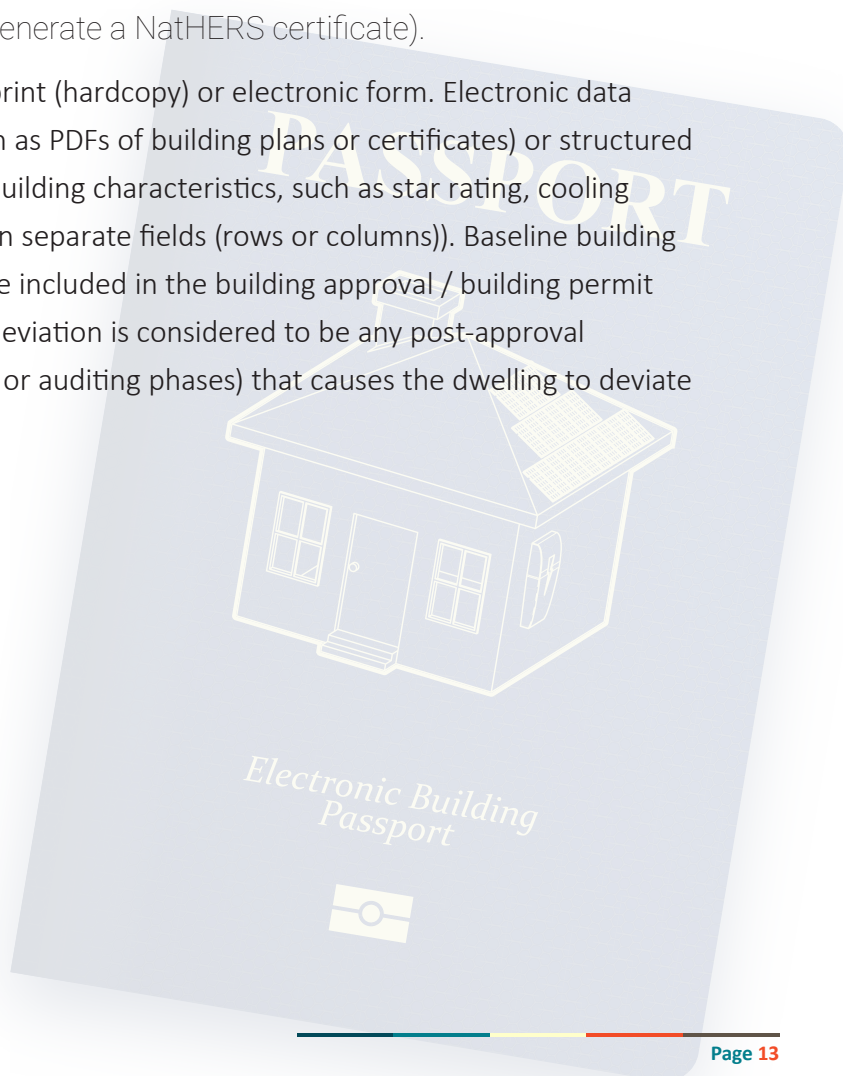 enerate a NatHERS certificate).
rint (hardcopy) or electronic form. Electronic data
as PDFs of building plans or certificates) or structured
uilding characteristics, such as star rating, cooling
n separate fields (rows or columns)). Baseline building
e included in the building approval / building permit
eviation is considered to be any post-approval
or auditing phases) that causes the dwelling to deviate
PASSPORT
Electronic Building
Passport
Page 13